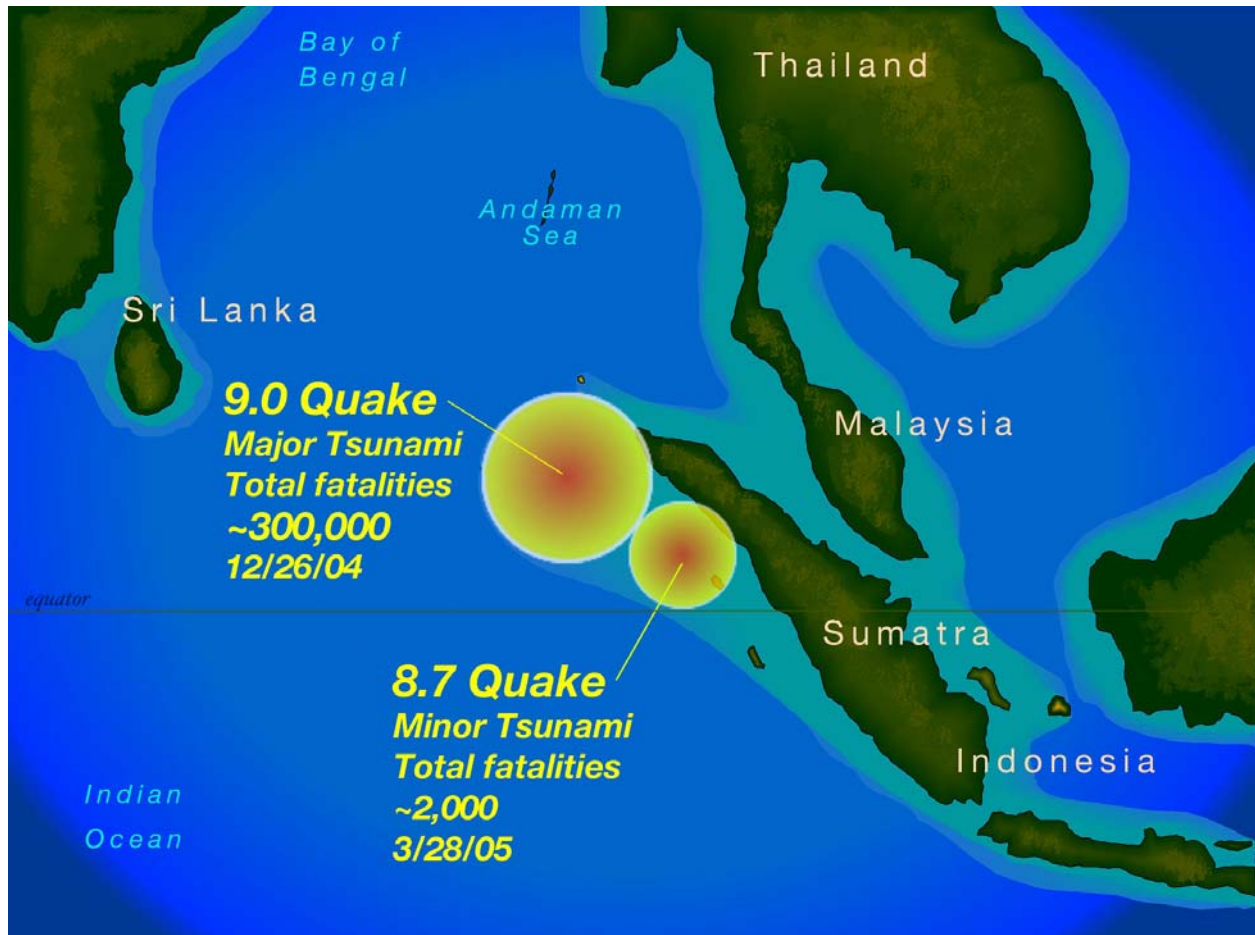 Bay of
Bengal
Thailand
Andaman
Sea
Sri Lanka
9.0 Quake
Major Tsunami
Total fatalities
~300,000
12/26/04
Malaysia
equator
Sumatra
8.7 Quake
Minor Tsunami
Total fatalities
~2,000
3/28/05
Indonesia
Indian
Ocean